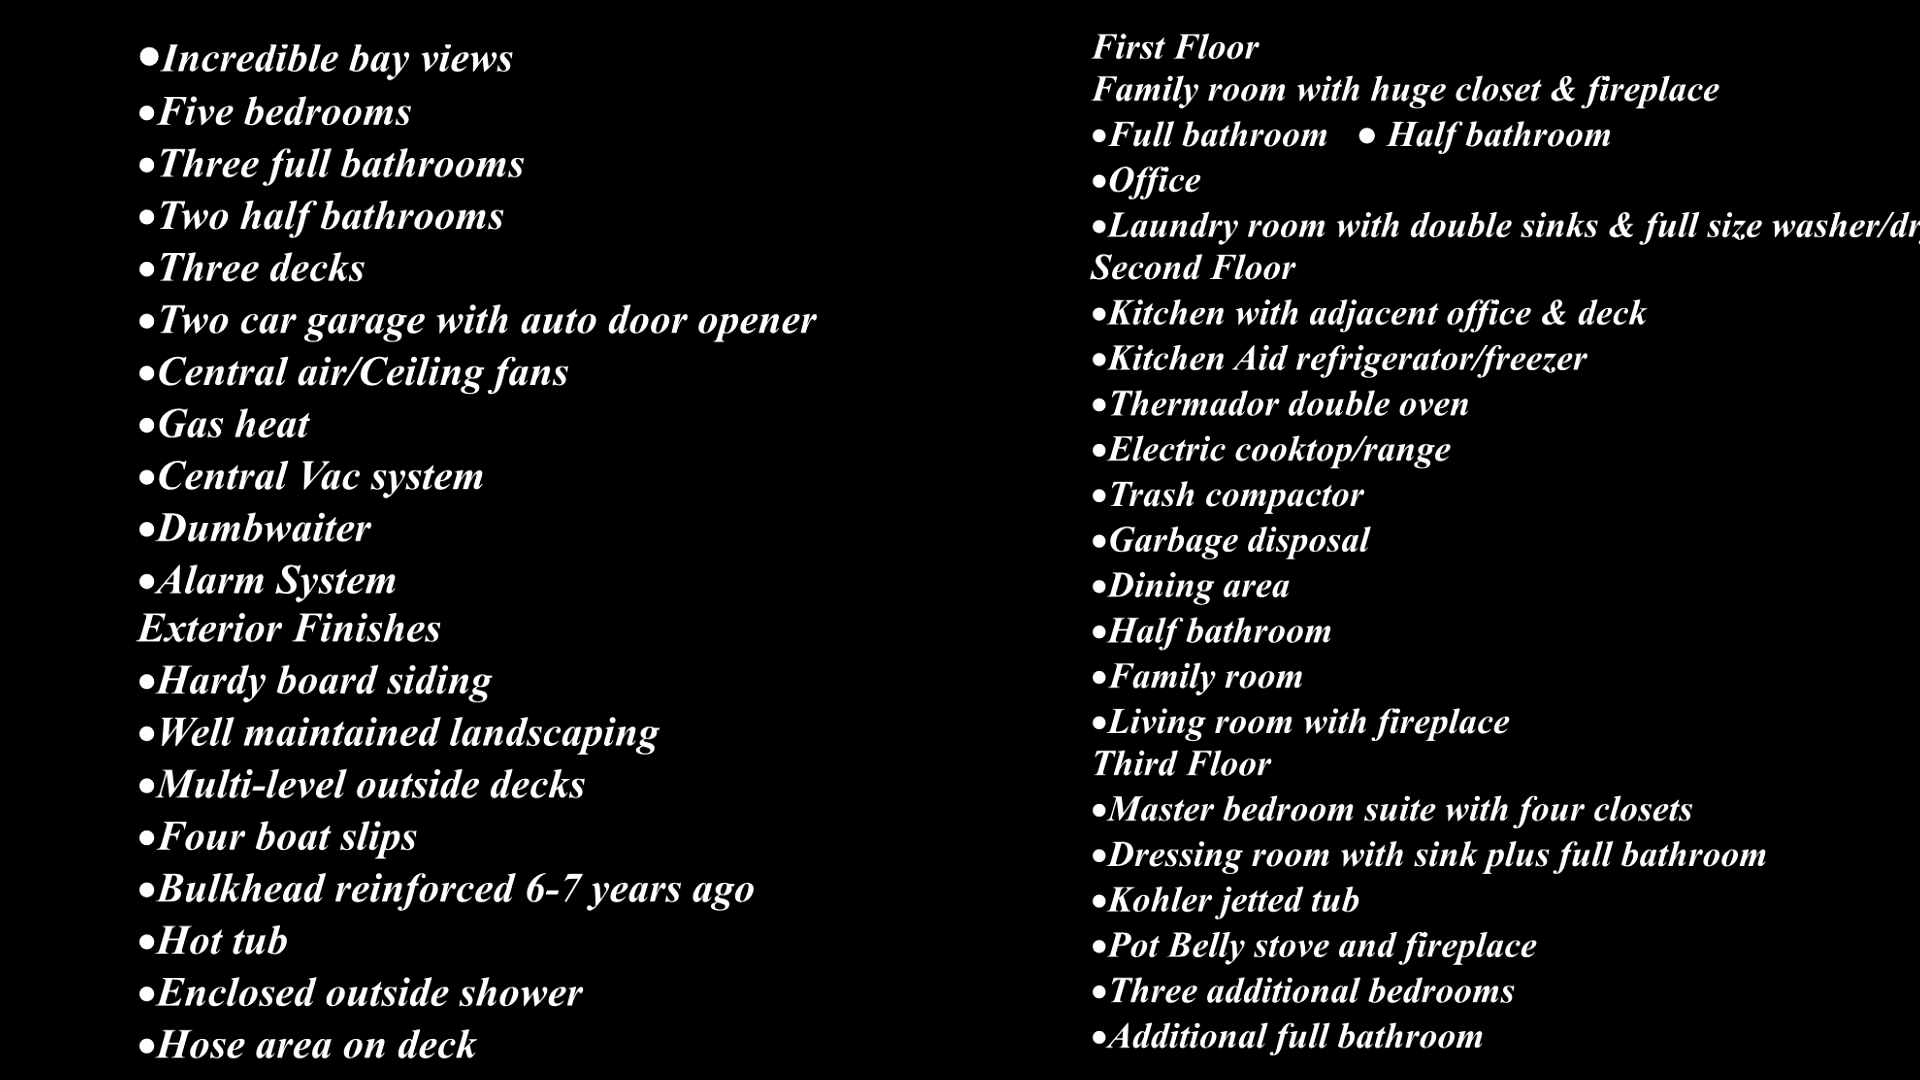 •Incredible bay views
•Five bedrooms
•Three full bathrooms
•Two half bathrooms
•Three decks
•Two car garage with auto door opener
•Central air/Ceiling fans
•Gas heat
•Central Vac system
•Dumbwaiter
•Alarm System
Exterior Finishes
•Hardy board siding
•Well maintained landscaping
•Multi-level outside decks
•Four boat slips
•Bulkhead reinforced 6-7 years ago
•Hot tub
•Enclosed outside shower
•Hose area on deck
First Floor
Family room with huge closet & fireplace
•Full bathroom • Half bathroom
•Office
•Laundry room with double sinks & full size washer/
Second Floor
•Kitchen with adjacent office & deck
•Kitchen Aid refrigerator/freezer
•Thermador double oven
•Electric cooktop/range
•Trash compactor
•Garbage disposal
•Dining area
•Half bathroom
•Family room
•Living room with fireplace
Third Floor
•Master bedroom suite with four closets
•Dressing room with sink plus full bathroom
•Kohler jetted tub
•Pot Belly stove and fireplace
•Three additional bedrooms
•Additional full bathroom